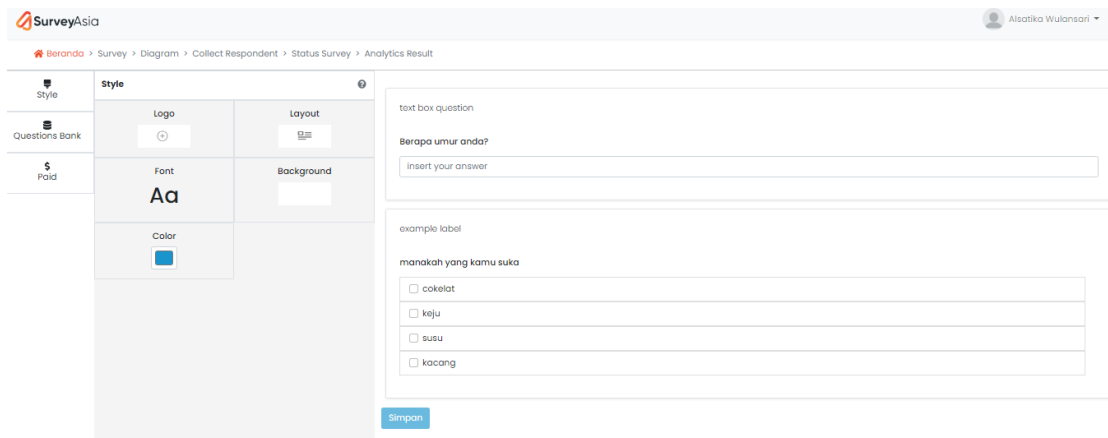 SurveyAsia
Alsatika Wulansari
Beranda > Survey > Diagram > Collect Respondent > Status Survey > Analytics Result
Style
Questions Bank
Paid
Style
Logo
Layout
Font
Aa
Background
Color
text box question
Berapa umur anda?
insert your answer
example label
manakah yang kamu suka
cokelat
keju
susu
kacang
Simpan